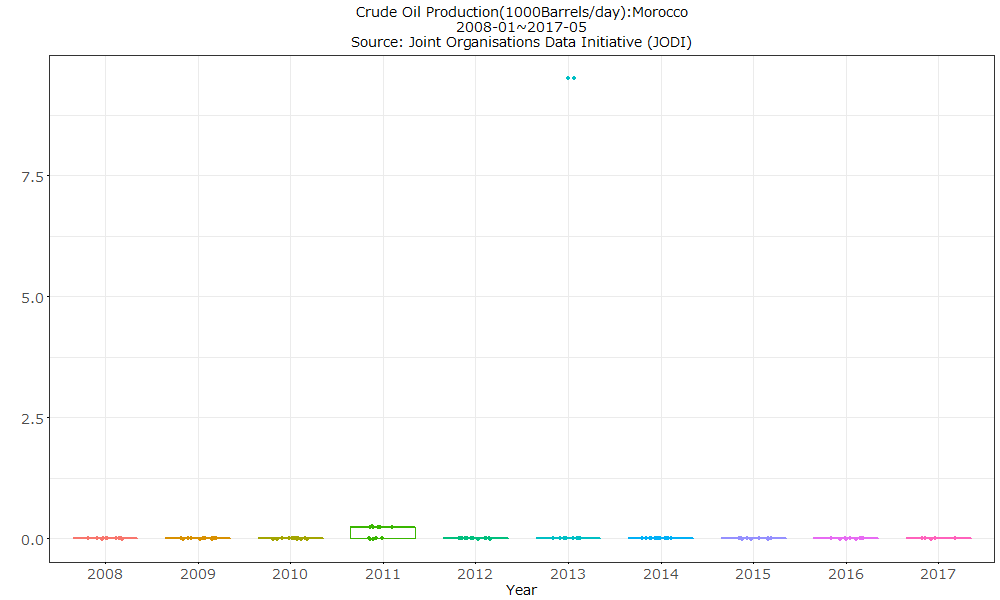 Crude Oil Production(1000Barrels/day):Morocco
2008-01~2017-05
Source: Joint Organisations Data Initiative (JODI)
7.5
5.0
2.5
0.0
2008 2009 2010 2011 2012 2013 2014 2015 2016 2017
Year